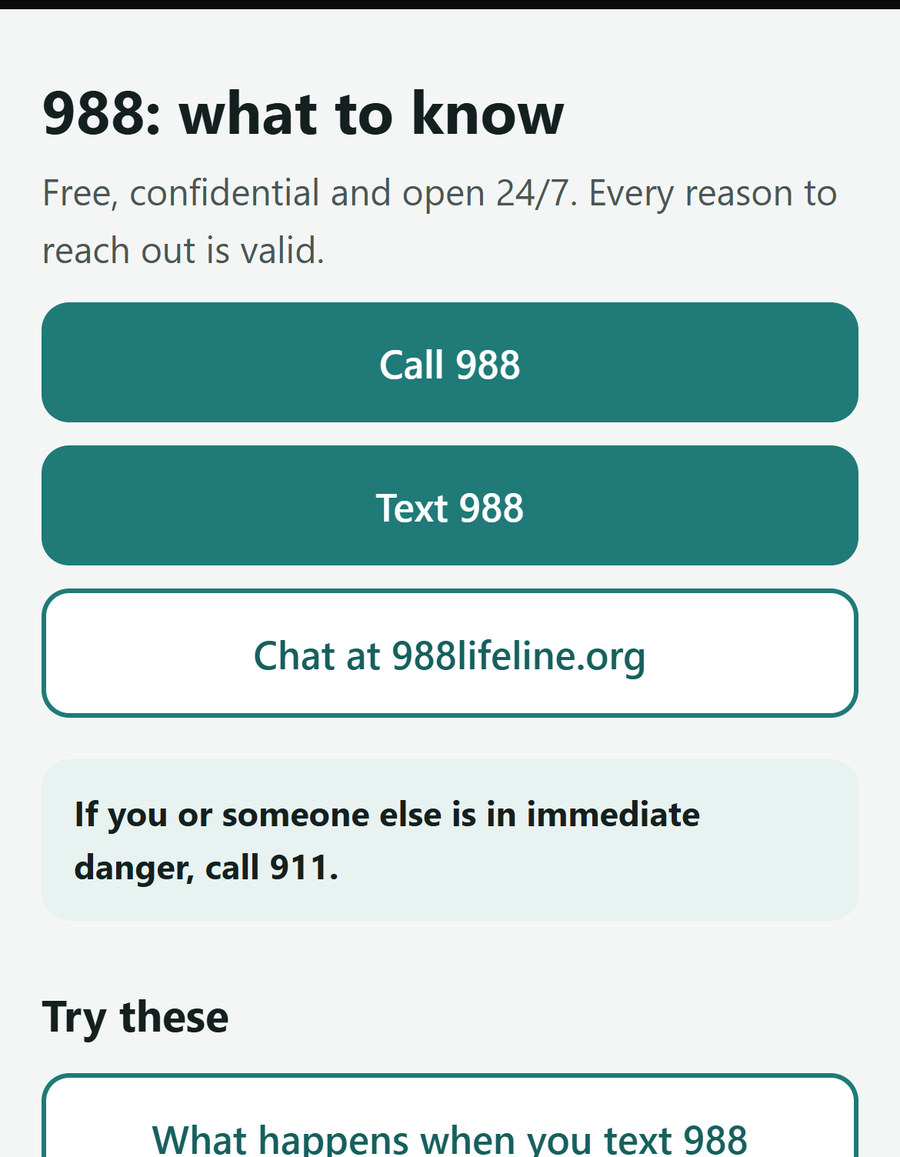 988: what to know
Free, confidential and open 24/7. Every reason to
reach out is valid.
Call 988
Text 988
Chat at 988lifeline.org
If you or someone else is in immediate
danger, call 911.
Try these
What happens when you text 988